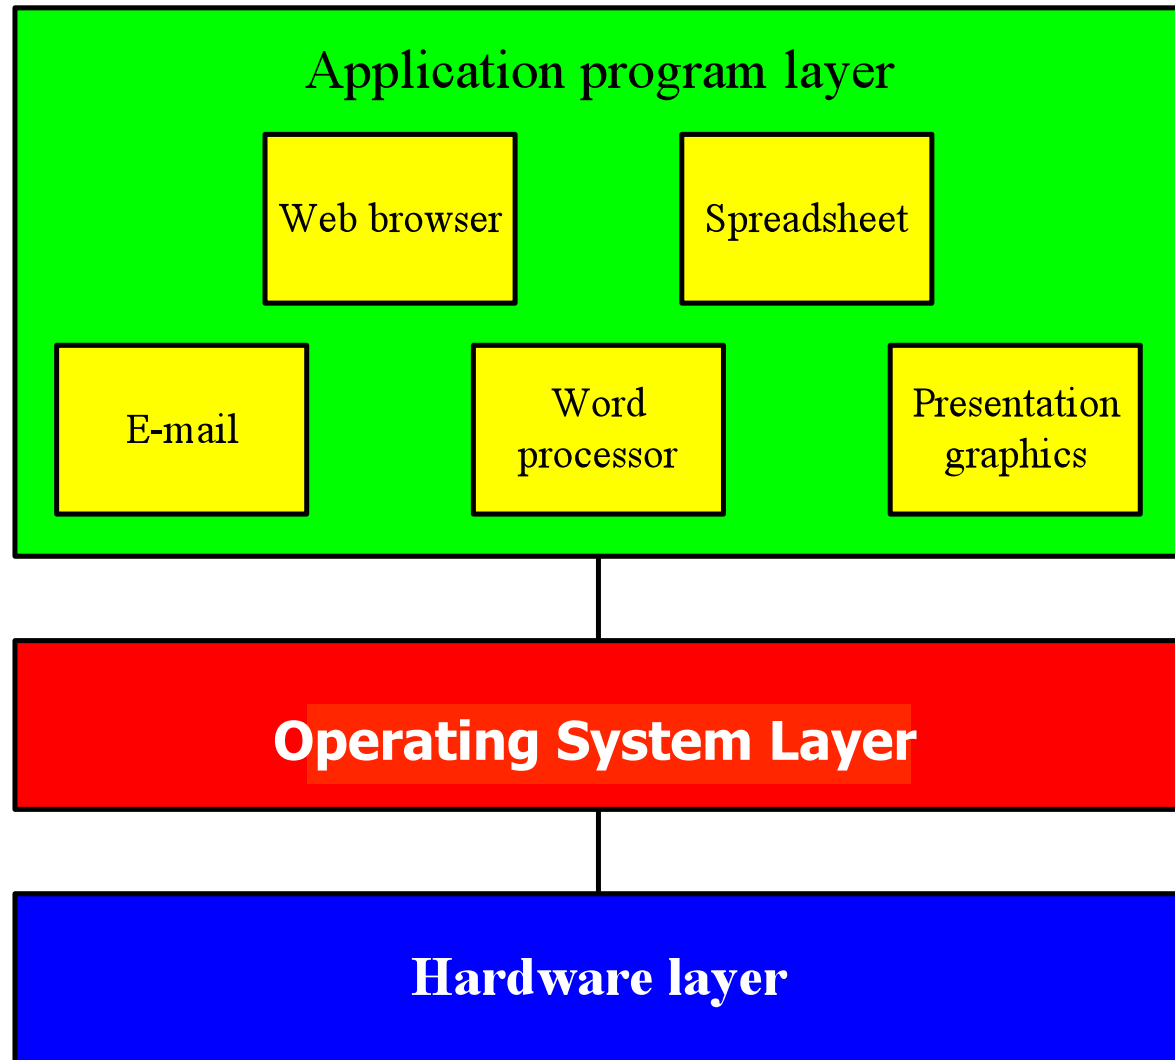 Application program layer
Web browser
Spreadsheet
E-mail
Word
processor
Presentation
graphics
Operating System Layer
Hardware layer